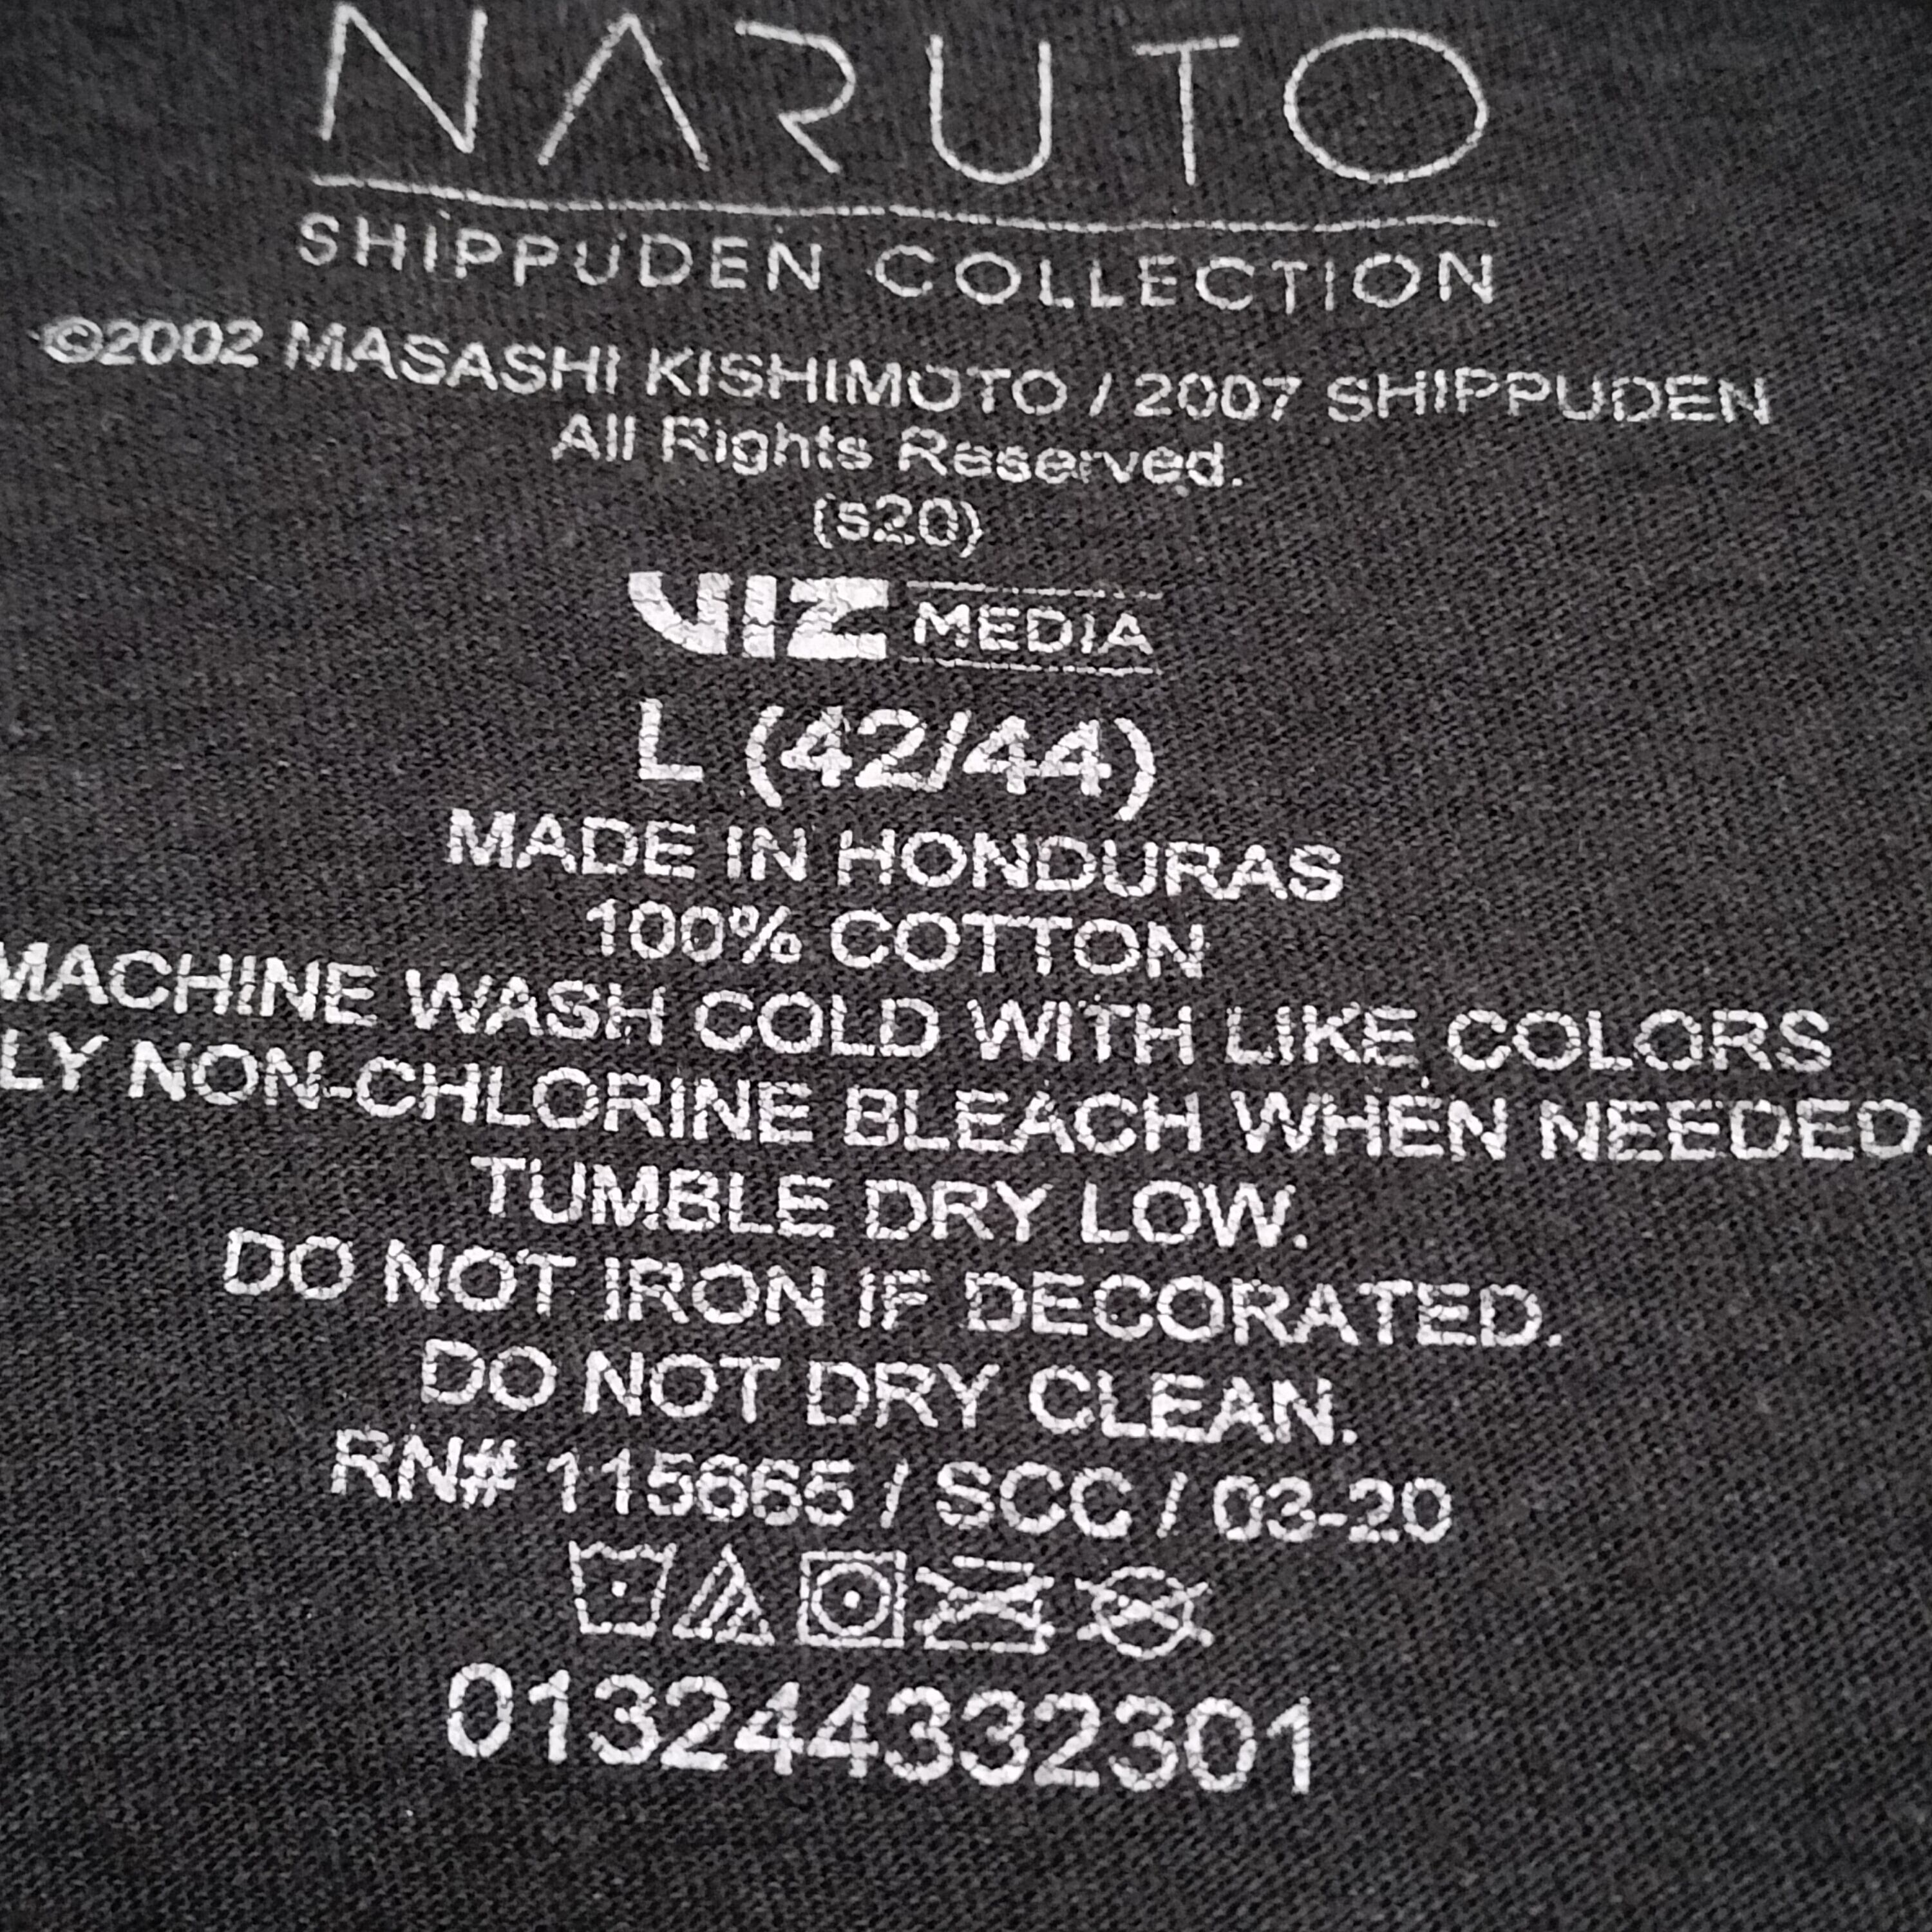 NARUTO
SHIPPUDEN COLLECTION
©2002 MASASHI KISHIMOTO / 2007 SHIPPUDEN
All Rights Reserved.
(s20)
VIZ MEDIA
L (42/44)
MADE IN HONDURAS
100% COTTON
MACHINE WASH COLD WITH LIKE COLORS
LY NON-CHLORINE BLEACH WHEN NEEDED.
TUMBLE DRY LOW.
DO NOT IRON IF DECORATED.
DO NOT DRY CLEAN.
RN# 115665 / SCC / 03-20
013244332301